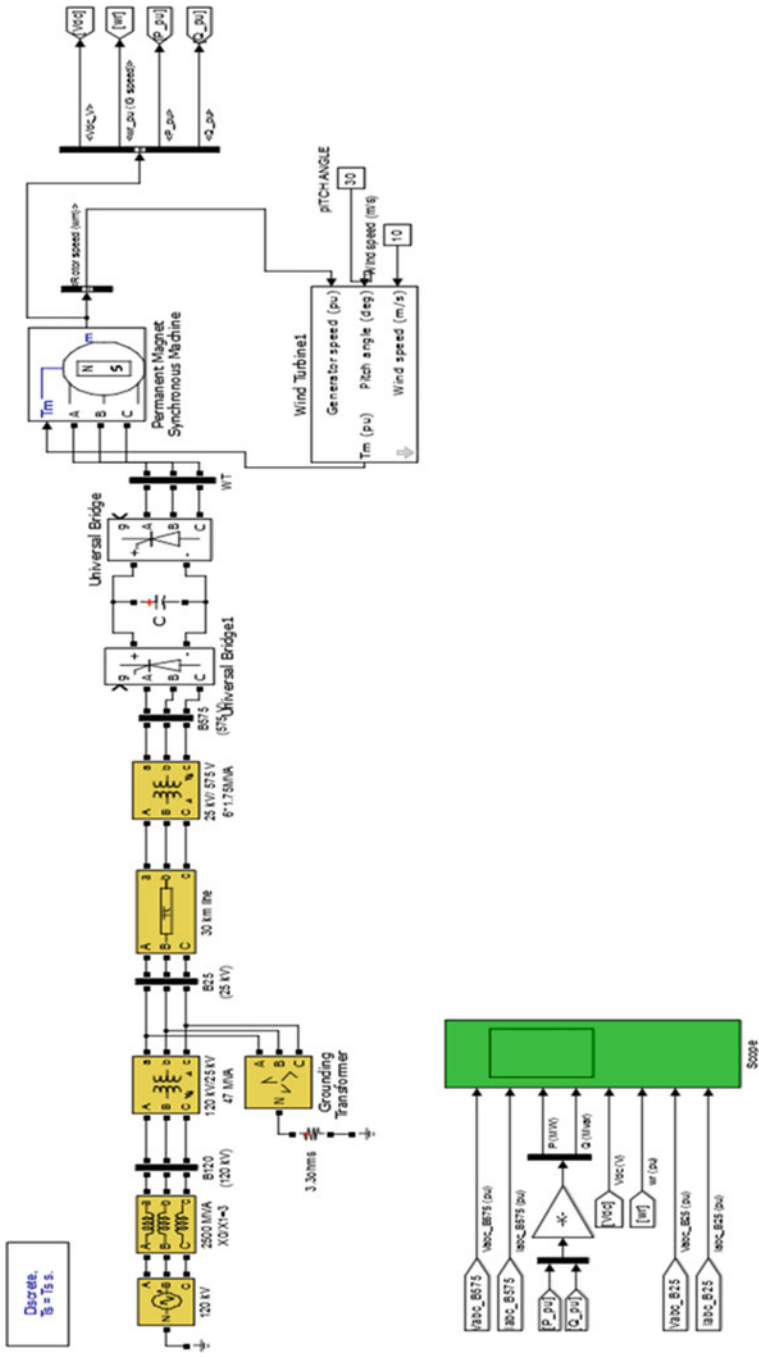 Discrete,
Ts = Ts s.
N
A
B
C
120 kV
A
B
C
A
B
C
2500 MVA
X0/X1=3
B120
(120 kV)
A
B
C
a
b
c
120 kV/25 kV
47 MVA
N
A
B
C
Grounding
Transformer
3.3ohms
B25
(25 kV)
A
B
C
a
b
c
30 km line
A
B
C
a
b
c
25 kV/ 575 V
6*1.75MVA
B575
(575 V)
g
A
B
C
+
-
Universal Bridge1
C
+
Universal Bridge
g
A
B
C
+
-
WT
Tm
A
B
C
m
N
S
Permanent Magnet
Synchronous Machine
<Rotor speed (wm)>
<Vdc_V>
<wr_pu (IG speed)>
<P_pu>
<Q_pu>
[Vdc]
[wr]
[P_pu]
[Q_pu]
Wind Turbine1
Generator speed (pu)
Pitch angle (deg)
Wind speed (m/s)
Tm (pu)
pITCH ANGLE
30
Wind speed (m/s)
10
Vabc_B575
Vabc_B575 (pu)
Iabc_B575
Iabc_B575 (pu)
[P_pu]
[Q_pu]
-K-
P (MW)
Q (Mvar)
[Vdc]
Vdc (V)
[wr]
wr (pu)
Vabc_B25
Vabc_B25 (pu)
Iabc_B25
Iabc_B25 (pu)
Scope